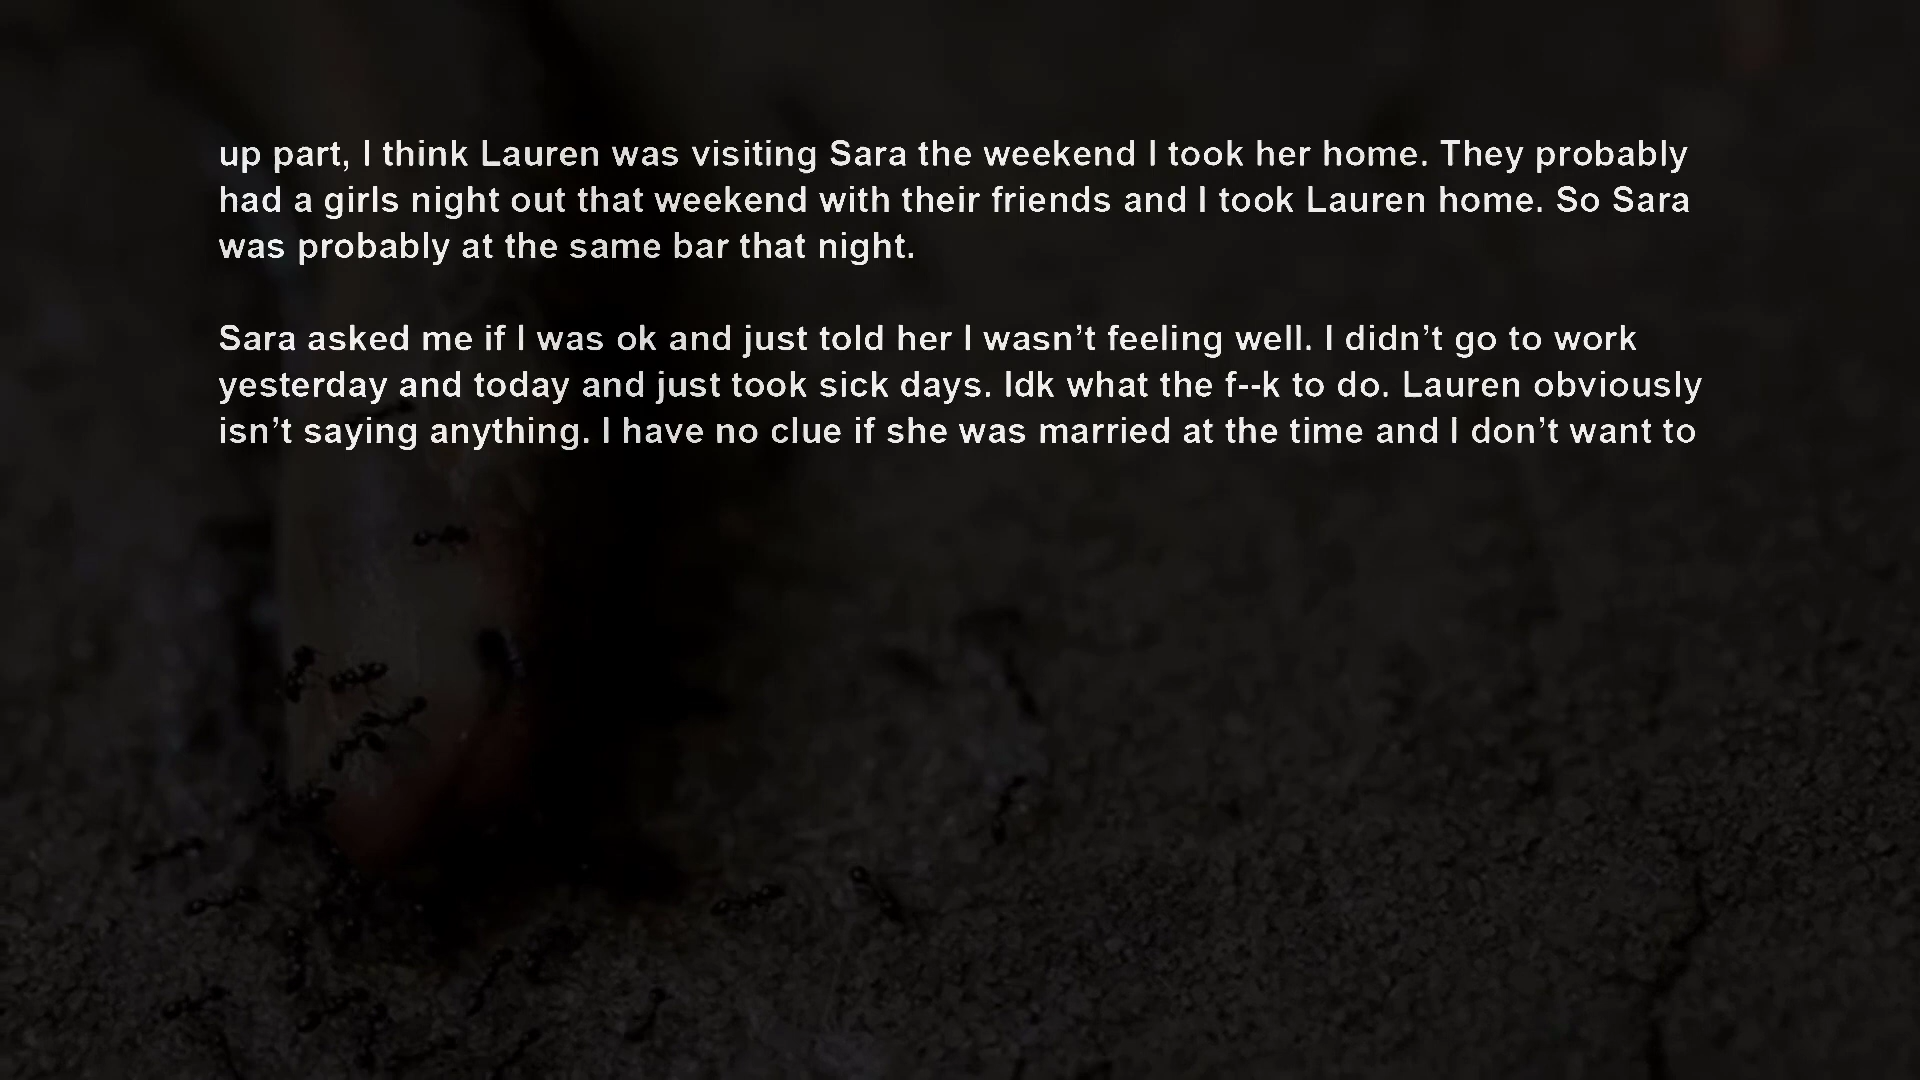 up part, I think Lauren was visiting Sara the weekend I took her home. They probably
had a girls night out that weekend with their friends and I took Lauren home. So Sara
was probably at the same bar that night.
Sara asked me if I was ok and just told her I wasn’t feeling well. I didn’t go to work
yesterday and today and just took sick days. Idk what the f--k to do. Lauren obviously
isn’t saying anything. I have no clue if she was married at the time and I don’t want to